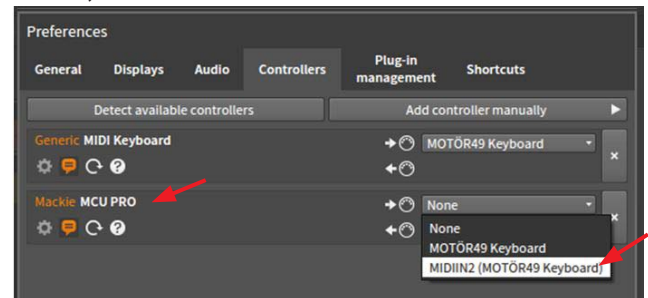 Preferences
General Displays Audio Controllers Plug-in management Shortcuts
Detect available controllers Add controller manually
Generic MIDI Keyboard MOTÖR49 Keyboard
Mackie MCU PRO None
None
MOTÖR49 Keyboard
MIDIIN2 (MOTÖR49 Keyboard)